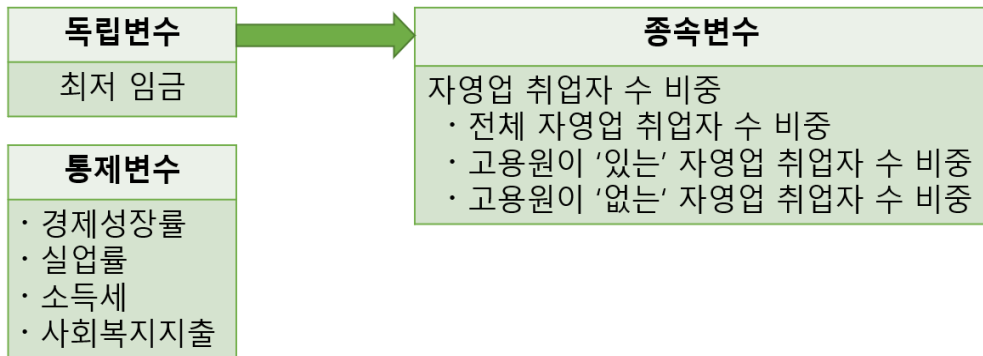 독립변수
최저 임금
종속변수
자영업 취업자 수 비중
· 전체 자영업 취업자 수 비중
· 고용원이 ‘있는‘ 자영업 취업자 수 비중
· 고용원이 ‘없는‘ 자영업 취업자 수 비중
통제변수
· 경제성장률
· 실업률
· 소득세
· 사회복지지출